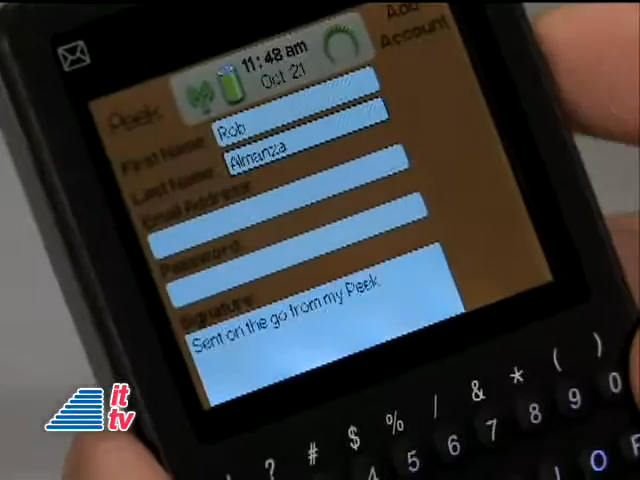 Add
Account
11:48 am
Oct 21
Peek
First Name:
Rob
Last Name:
Almanza
Email Address:
Password:
Signature:
Sent on the go from my Peek
it
tv
? # $ % / & * ( )
4 5 6 7 8 9 0
I O P